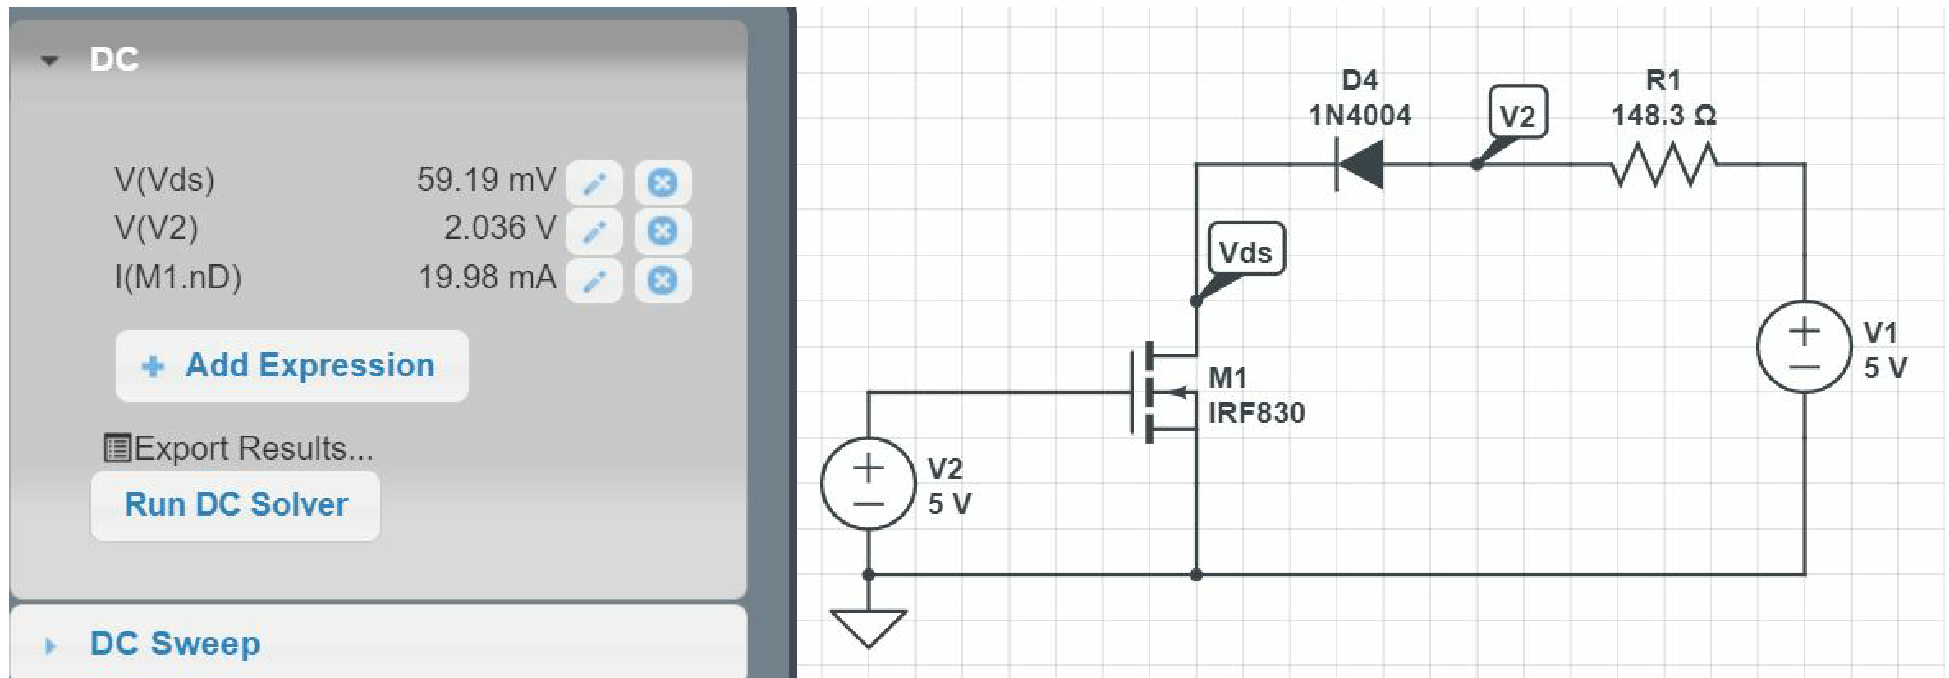 DC
V(Vds) 59.19 mV
V(V2) 2.036 V
I(M1.nD) 19.98 mA
+ Add Expression
Export Results...
Run DC Solver
DC Sweep
D4
1N4004
V2
R1
148.3 Ω
Vds
M1
IRF830
V1
5 V
V2
5 V